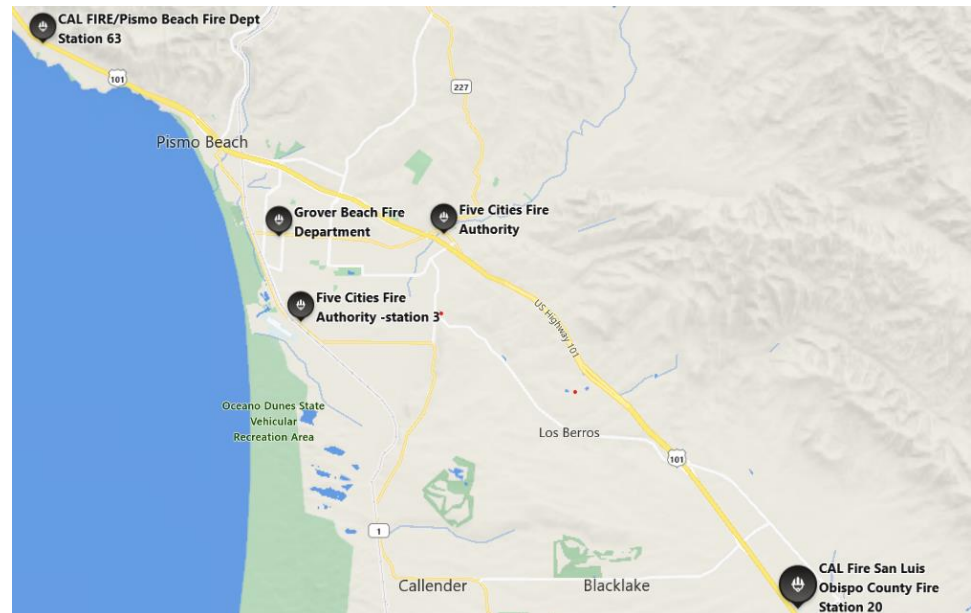 CAL FIRE/Pismo Beach Fire Dept
Station 63
101
227
Pismo Beach
Grover Beach Fire
Department
Five Cities Fire
Authority
Five Cities Fire
Authority -station 3
US Highway 101
Oceano Dunes State
Vehicular
Recreation Area
Los Berros
101
1
Callender
Blacklake
CAL Fire San Luis
Obispo County Fire
Station 20